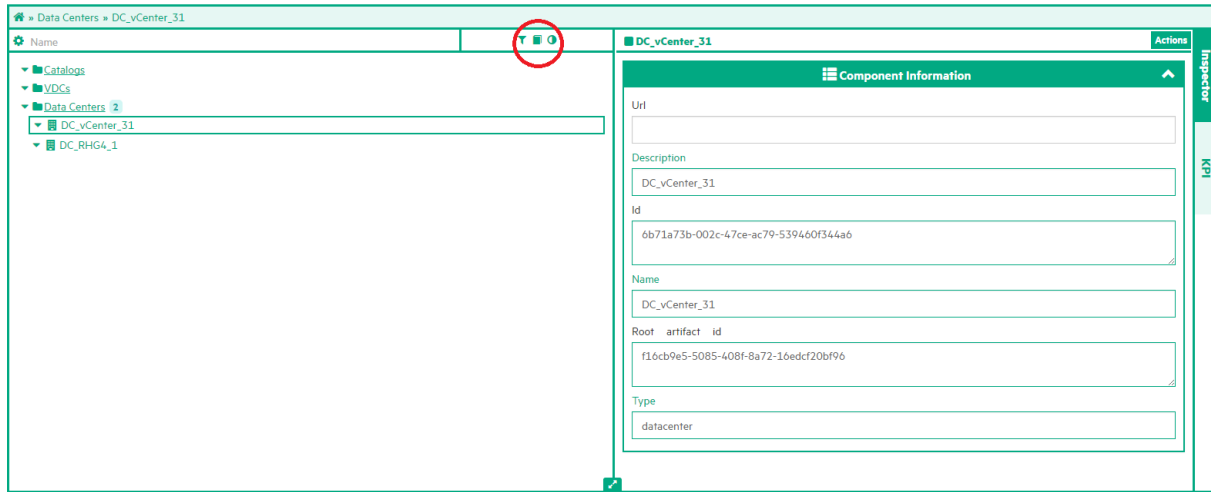 » Data Centers » DC_vCenter_31
Name
Catalogs
VDCs
Data Centers 2
DC_vCenter_31
DC_RHG4_1
DC_vCenter_31 Actions
Component Information
Url
Description
DC_vCenter_31
Id
6b71a73b-002c-47ce-ac79-539460f344a6
Name
DC_vCenter_31
Root artifact id
f16cb9e5-5085-408f-8a72-16edcf20bf96
Type
datacenter
Inspector
KPI